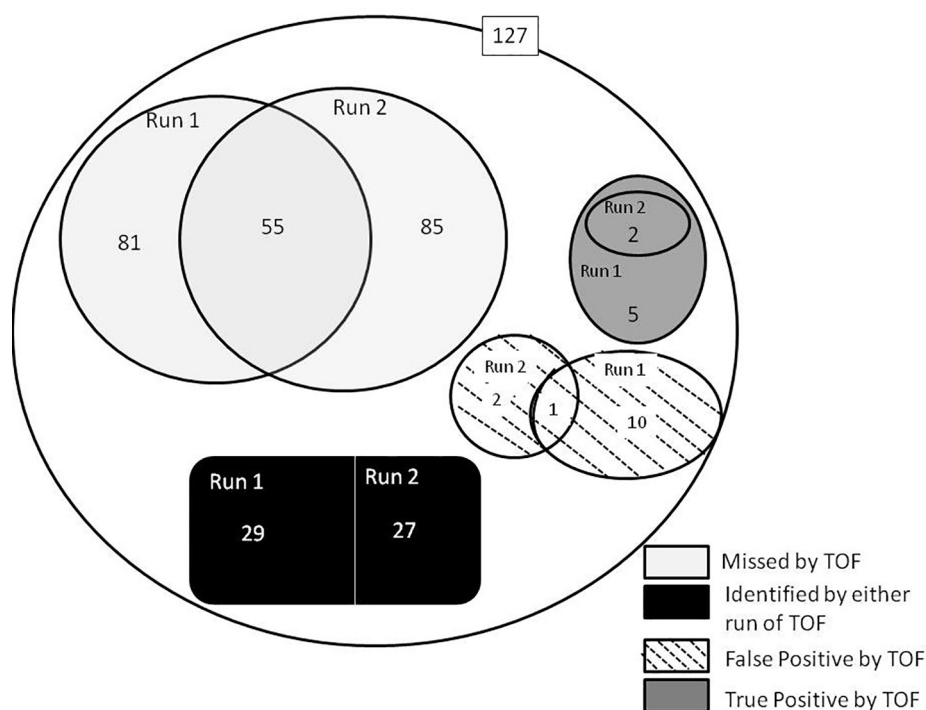 127
Run 1
Run 2
81
55
85
Run 2
2
Run 1
5
Run 2
2
1
Run 1
10
Run 1
29
Run 2
27
Missed by TOF
Identified by either
run of TOF
False Positive by TOF
True Positive by TOF